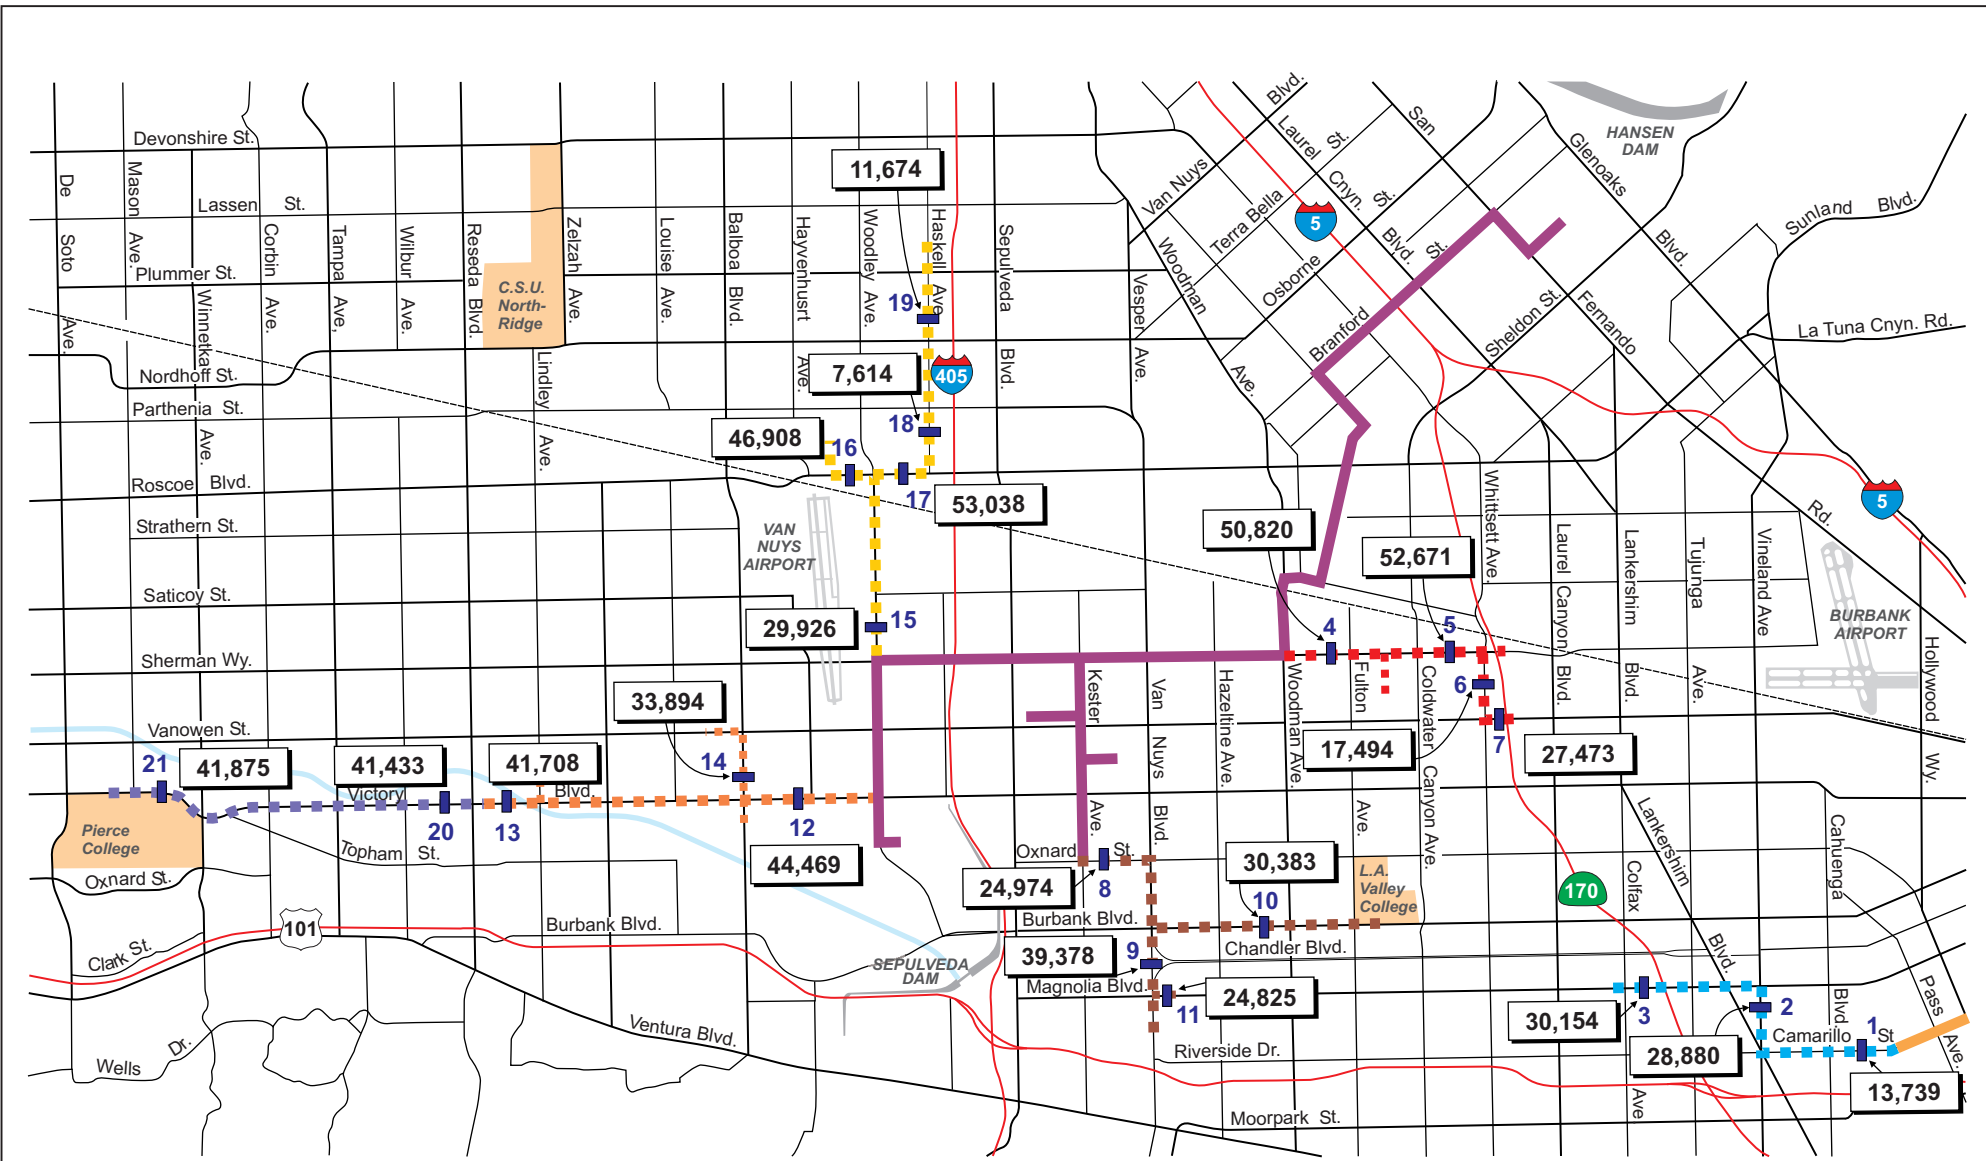 Devonshire St.
Lassen St.
Plummer St.
Nordhoff St.
Parthenia St.
Roscoe Blvd.
Strathern St.
Saticoy St.
Sherman Wy.
Vanowen St.
Victory Blvd.
Topham St.
Oxnard St.
Clark St.
Burbank Blvd.
Ventura Blvd.
Wells Dr.
De Soto Ave.
Mason Ave.
Winnetka Ave.
Corbin Ave.
Tampa Ave,
Wilbur Ave.
Reseda Blvd.
Lindley Ave.
Zelzah Ave.
Louise Ave.
Balboa Blvd.
Hayvenhusrt Ave.
Woodley Ave.
Haskell Ave.
Sepulveda Blvd.
Vesper Ave.
Woodman Ave.
Van Nuys Blvd.
Terra Bella St.
Osborne St.
Branford St.
Laurel Cnyn. Blvd.
San Fernando Rd.
Glenoaks Blvd.
Sheldon St.
Sunland Blvd.
La Tuna Cnyn. Rd.
HANSEN
DAM
C.S.U.
North-
Ridge
VAN
NUYS
AIRPORT
BURBANK
AIRPORT
Pierce
College
L.A.
Valley
College
SEPULVEDA
DAM
Kester Ave.
Van Nuys Blvd.
Hazeltine Ave.
Woodman Ave.
Fulton Ave.
Coldwater Canyon Ave.
Whittsett Ave.
Laurel Canyon Blvd.
Lankershim Blvd.
Tujunga Ave.
Vineland Ave
Hollywood Wy.
Lankershim Blvd.
Colfax Ave
Cahuenga Blvd.
Pass Ave.
Oxnard St.
Burbank Blvd.
Chandler Blvd.
Magnolia Blvd.
Riverside Dr.
Camarillo St
Moorpark St.
5
5
405
101
170
11,674
19
7,614
18
46,908
16
17
53,038
29,926
15
33,894
14
21
41,875
41,433
20
41,708
13
12
44,469
50,820
4
52,671
5
6
17,494
7
27,473
24,974
8
30,383
10
39,378
9
24,825
11
30,154
3
28,880
2
1
13,739